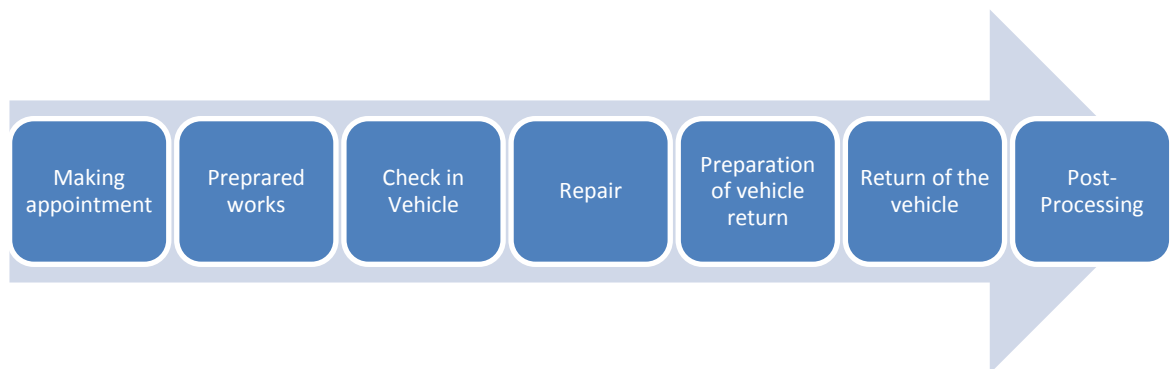 Making
appointment
Preprared
works
Check in
Vehicle
Repair
Preparation
of vehicle
return
Return of the
vehicle
Post-
Processing